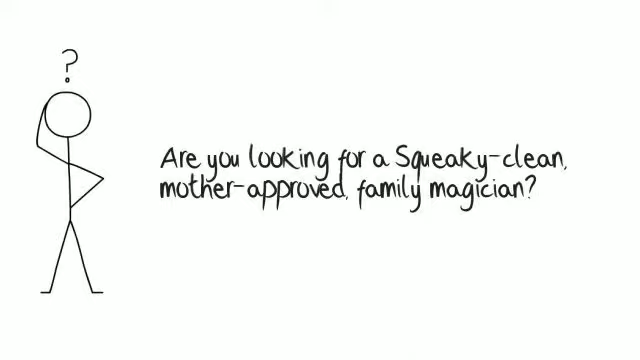 ?
Are you looking for a Squeaky-clean,
mother-approved, family magician?